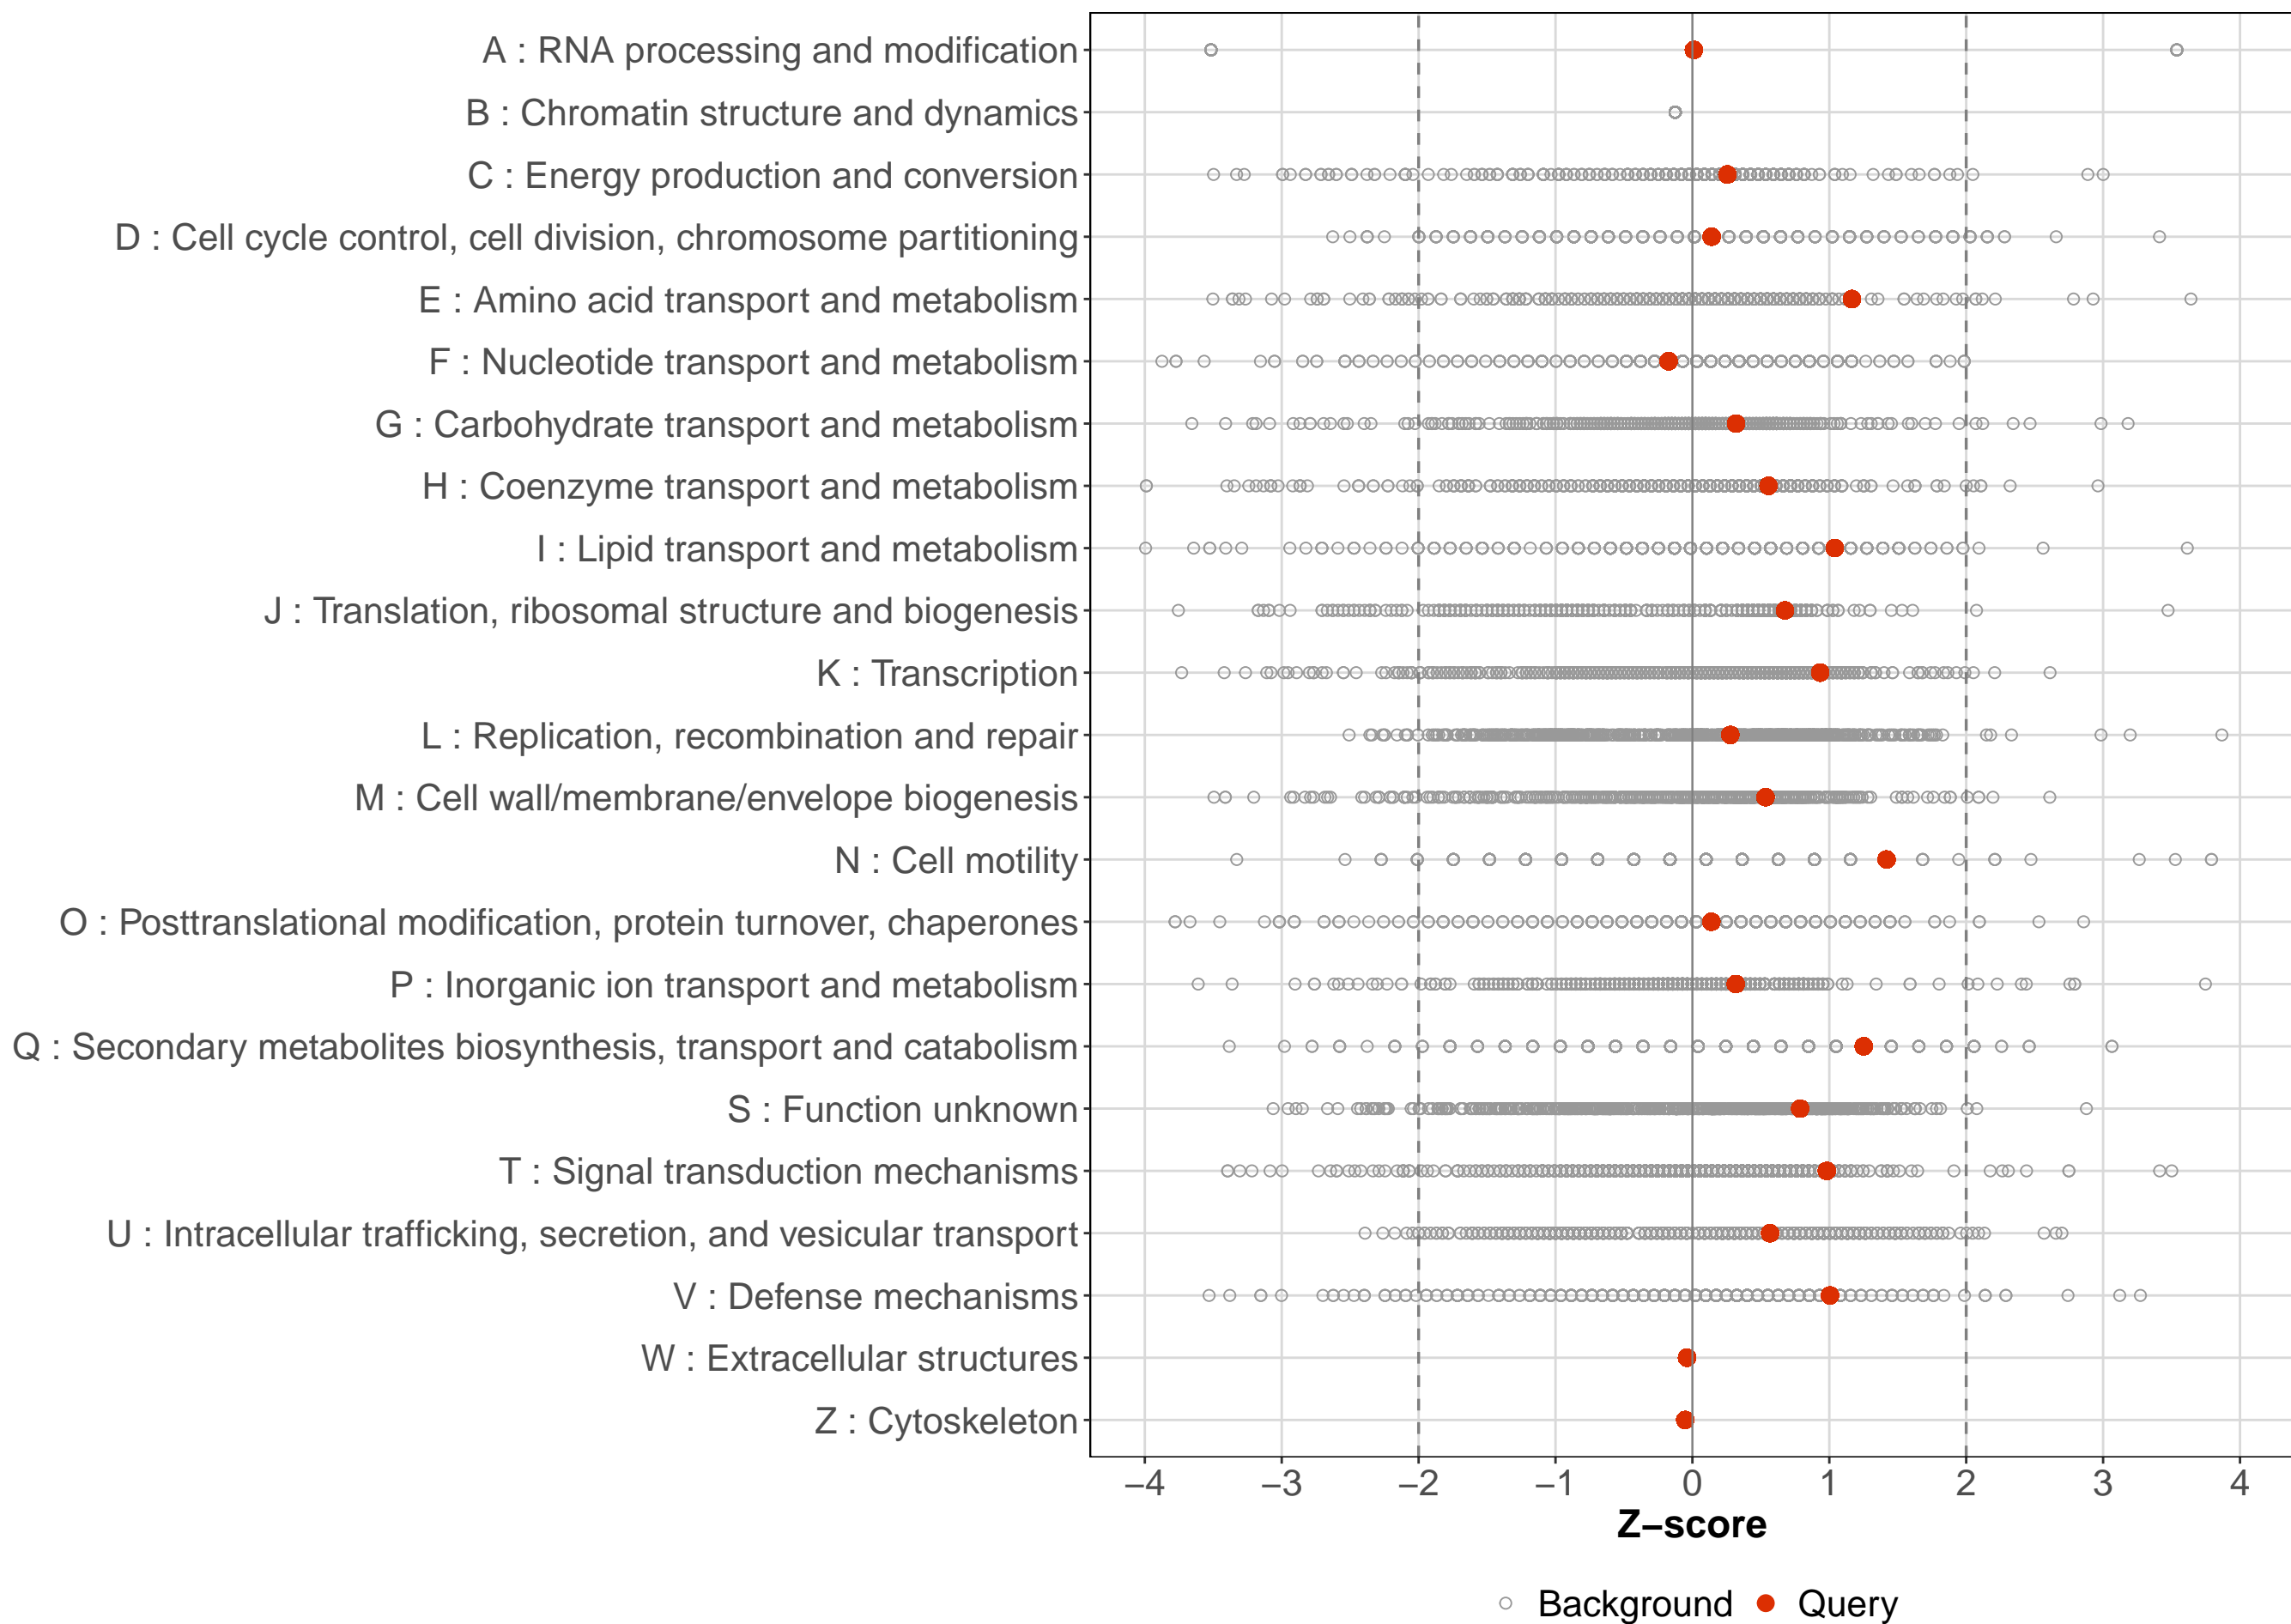 A : RNA processing and modification
B : Chromatin structure and dynamics
C : Energy production and conversion
D : Cell cycle control, cell division, chromosome partitioning
E : Amino acid transport and metabolism
F : Nucleotide transport and metabolism
G : Carbohydrate transport and metabolism
H : Coenzyme transport and metabolism
I : Lipid transport and metabolism
J : Translation, ribosomal structure and biogenesis
K : Transcription
L : Replication, recombination and repair
M : Cell wall/membrane/envelope biogenesis
N : Cell motility
O : Posttranslational modification, protein turnover, chaperones
P : Inorganic ion transport and metabolism
Q : Secondary metabolites biosynthesis, transport and catabolism
S : Function unknown
T : Signal transduction mechanisms
U : Intracellular trafficking, secretion, and vesicular transport
V : Defense mechanisms
W : Extracellular structures
Z : Cytoskeleton
−4 −3 −2 −1 0 1 2 3 4
Z−score
Background Query